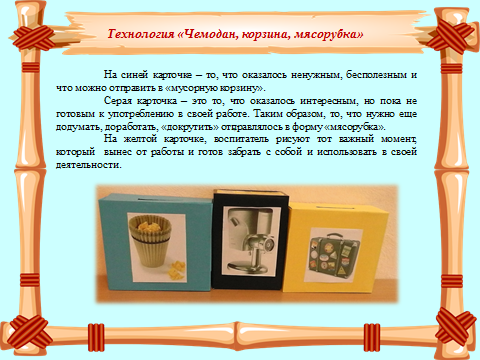 Технология «Чемодан, корзина, мясорубка»
На синей карточке – то, что оказалось ненужным, бесполезным и
что можно отправить в «мусорную корзину».
Серая карточка – это то, что оказалось интересным, но пока не
готовым к употреблению в своей работе. Таким образом, то, что нужно еще
додумать, доработать, «докрутить» отправлялось в форму «мясорубка».
На желтой карточке, воспитатель рисуют тот важный момент,
который вынес от работы и готов забрать с собой и использовать в своей
деятельности.